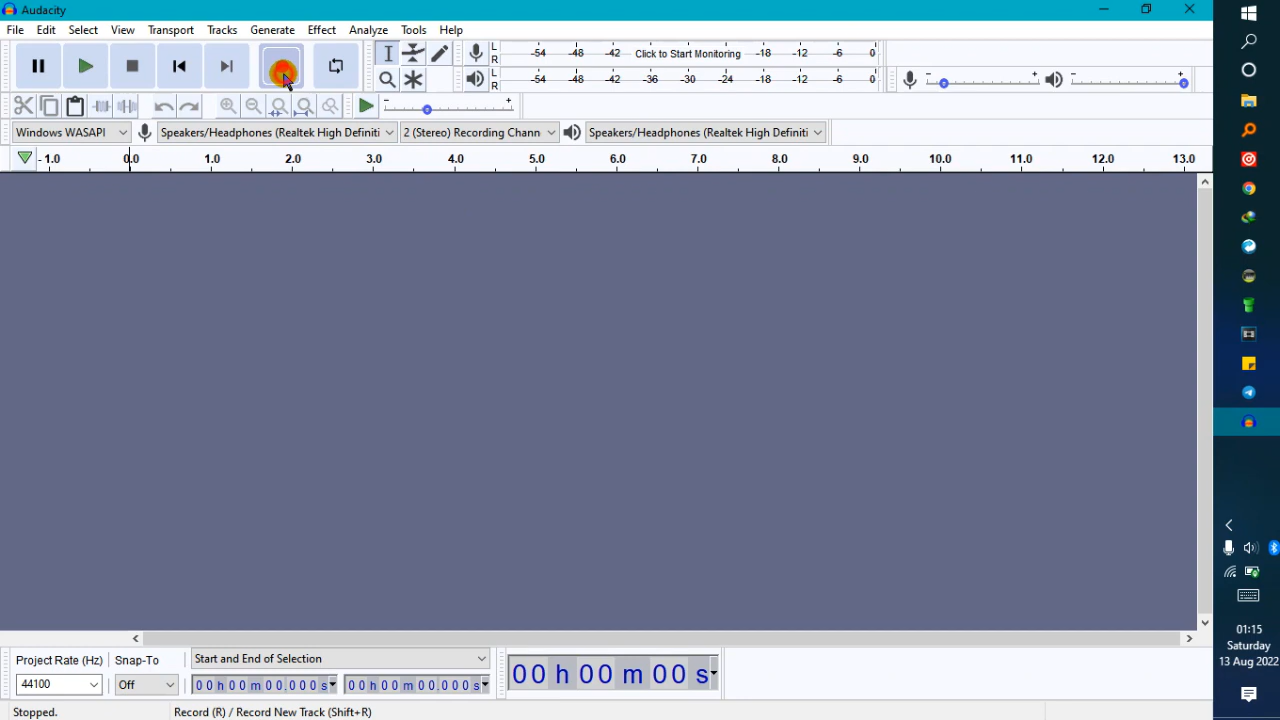 Audacity
File Edit Select View Transport Tracks Generate Effect Analyze Tools Help
L -54 -48 -42 Click to Start Monitoring -18 -12 -6 0
R
L -54 -48 -42 -36 -30 -24 -18 -12 -6 0
R
- + - +
- +
Windows WASAPI Speakers/Headphones (Realtek High Definiti 2 (Stereo) Recording Chann Speakers/Headphones (Realtek High Definiti
- 1.0 0.0 1.0 2.0 3.0 4.0 5.0 6.0 7.0 8.0 9.0 10.0 11.0 12.0 13.0
Project Rate (Hz) Snap-To Start and End of Selection
44100 Off 00 h 00 m 00.000 s 00 h 00 m 00.000 s
00 h 00 m 00 s
Stopped. Record (R) / Record New Track (Shift+R)
01:15
Saturday
13 Aug 2022